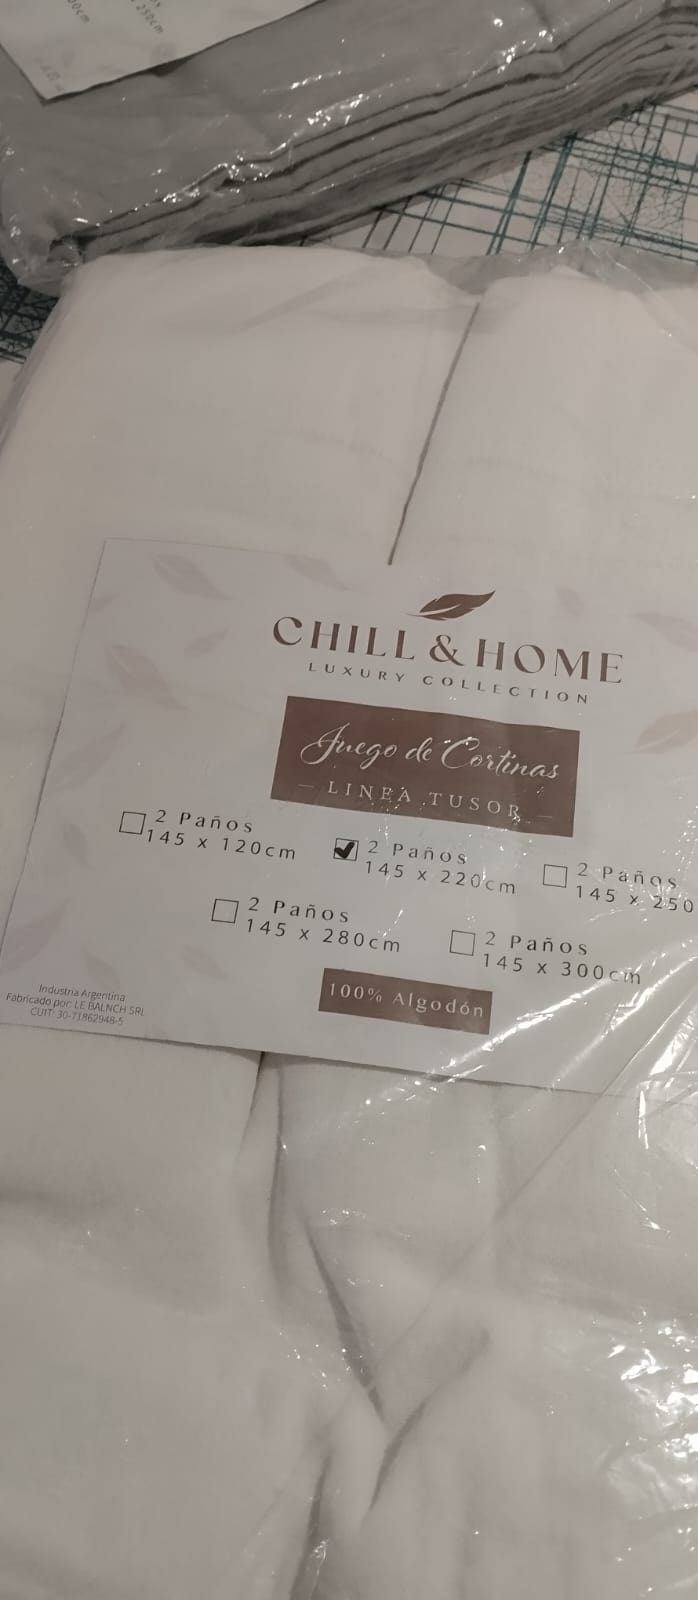 250cm
CHILL & HOME
LUXURY COLLECTION
Juego de Cortinas
LINEA TUSOR
2 Paños
145 x 120cm
2 Paños
145 x 220cm
2 Paños
145 x 250
2 Paños
145 x 280cm
2 Paños
145 x 300cm
100% Algodón
Industria Argentina
Fabricado por: LE BALNCH SRL
CUIT: 30-71862948-5